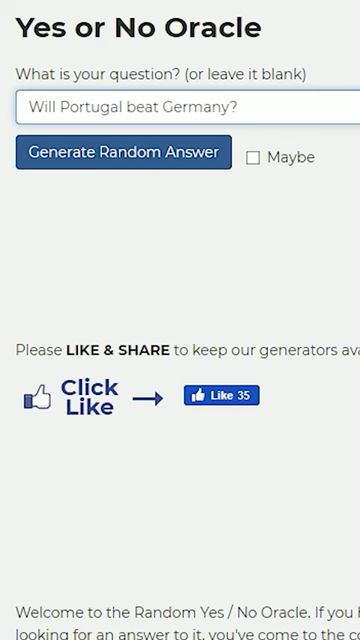 Yes or No Oracle
What is your question? (or leave it blank)
Will Portugal beat Germany?
Generate Random Answer
Maybe
Please LIKE & SHARE to keep our generators ava
Click
Like
Like 35
Welcome to the Random Yes / No Oracle. If you h
looking for an answer to it, you've come to the co